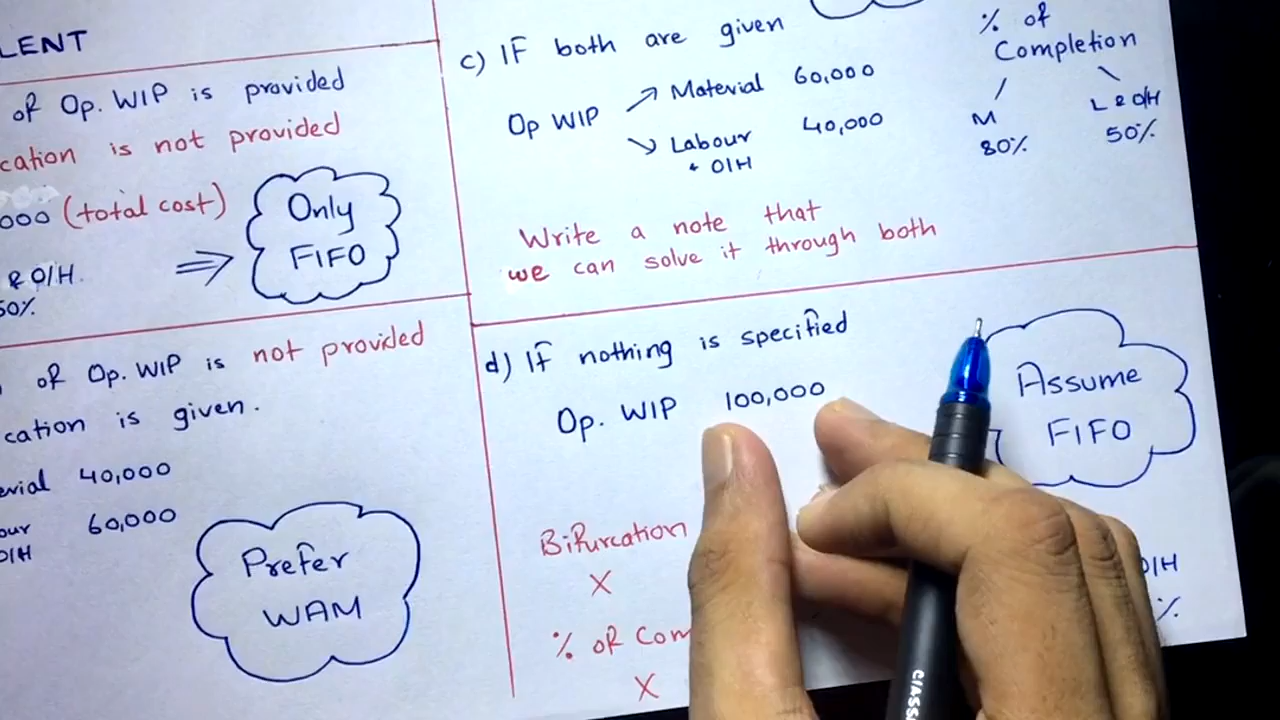 LENT
of Op. WIP is provided
cation is not provided
000 (total cost)
& O/H.
50%
Only
FIFO
of Op. WIP is not provided
cation is given.
erial 40,000
our 60,000
O/H
Prefer
WAM
c) IF both are given
Op WIP → Material 60,000
Labour 40,000
+ O/H
% of
Completion
M
80%
L & O/H
50%
Write a note that
we can solve it through both
d) If nothing is specified
Op. WIP 100,000
Assume
FIFO
Bifurcation
X
% of Com
X
O/H
%
CLASS